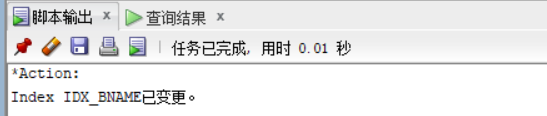 脚本输出 × 查询结果 ×
任务已完成, 用时 0.01 秒
*Action:
Index IDX_BNAME已变更。